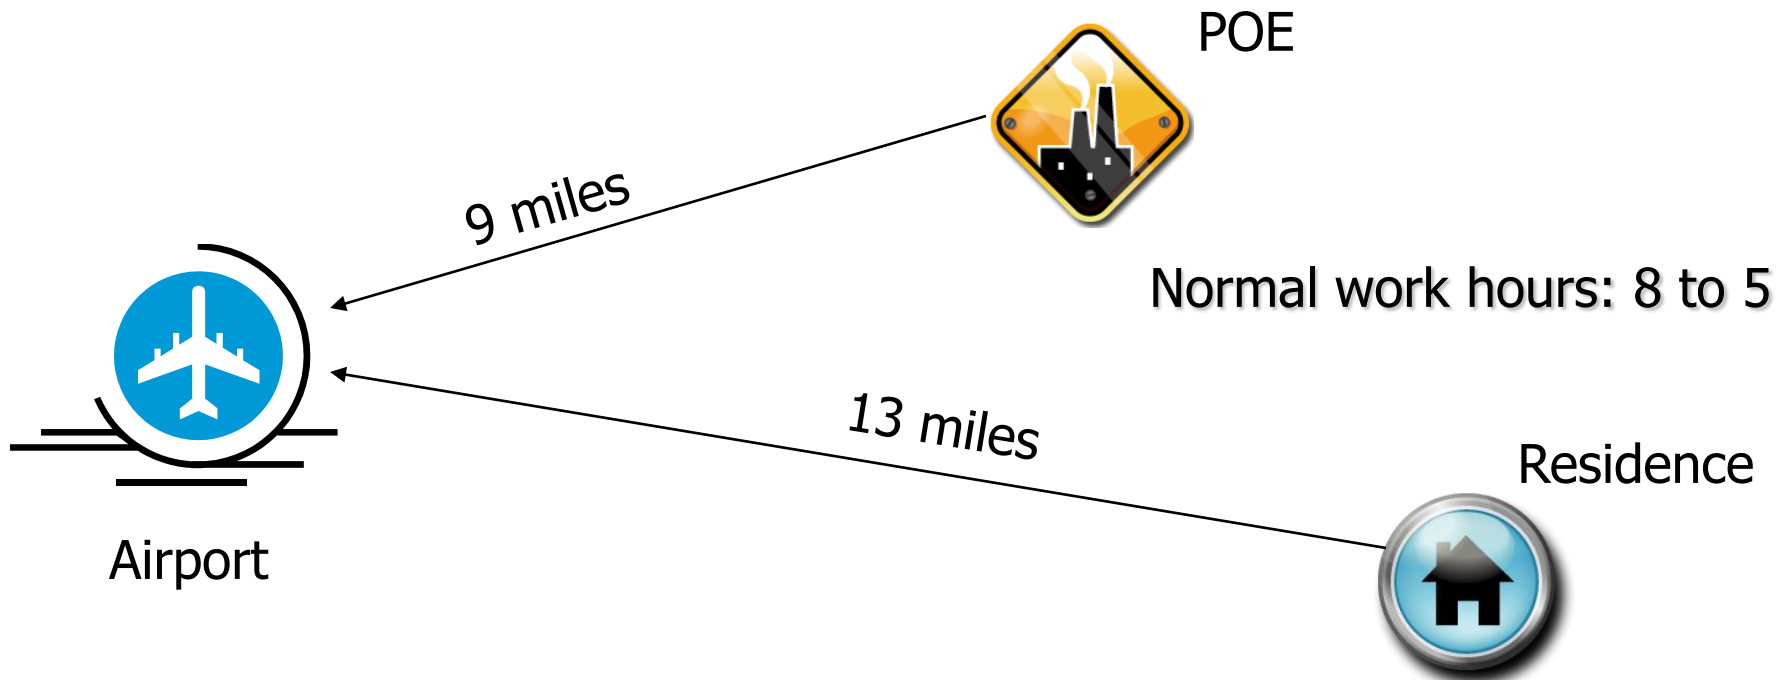 POE
9 miles
Normal work hours: 8 to 5
13 miles
Residence
Airport